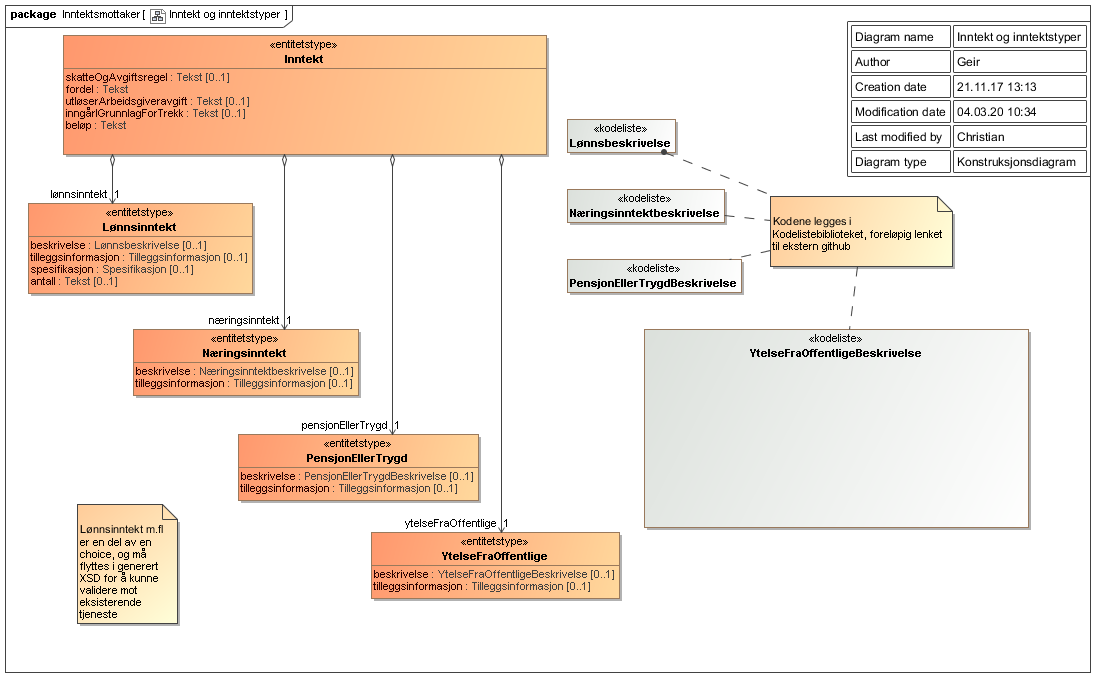 package Inntektsmottaker [ Inntekt og inntektstyper ]
«entitetstype»
Inntekt
skatteOgAvgiftsregel : Tekst [0..1]
fordel : Tekst
utløserArbeidsgiveravgift : Tekst [0..1]
inngårIGrunnlagForTrekk : Tekst [0..1]
beløp : Tekst
Diagram name Inntekt og inntektstyper
Author Geir
Creation date 21.11.17 13:13
Modification date 04.03.20 10:34
Last modified by Christian
Diagram type Konstruksjonsdiagram
«kodeliste»
Lønnsbeskrivelse
«kodeliste»
Næringsinntektbeskrivelse
«kodeliste»
PensjonEllerTrygdBeskrivelse
Kodene legges i
Kodelistebiblioteket, foreløpig lenket
til ekstern github
«kodeliste»
YtelseFraOffentligeBeskrivelse
lønnsinntekt 1
«entitetstype»
Lønnsinntekt
beskrivelse : Lønnsbeskrivelse [0..1]
tilleggsinformasjon : Tilleggsinformasjon [0..1]
spesifikasjon : Spesifikasjon [0..1]
antall : Tekst [0..1]
næringsinntekt 1
«entitetstype»
Næringsinntekt
beskrivelse : Næringsinntektbeskrivelse [0..1]
tilleggsinformasjon : Tilleggsinformasjon [0..1]
pensjonEllerTrygd 1
«entitetstype»
PensjonEllerTrygd
beskrivelse : PensjonEllerTrygdBeskrivelse [0..1]
tilleggsinformasjon : Tilleggsinformasjon [0..1]
ytelseFraOffentlige 1
«entitetstype»
YtelseFraOffentlige
beskrivelse : YtelseFraOffentligeBeskrivelse [0..1]
tilleggsinformasjon : Tilleggsinformasjon [0..1]
Lønnsinntekt m.fl
er en del av en
choice, og må
flyttes i generert
XSD for å kunne
validere mot
eksisterende
tjeneste